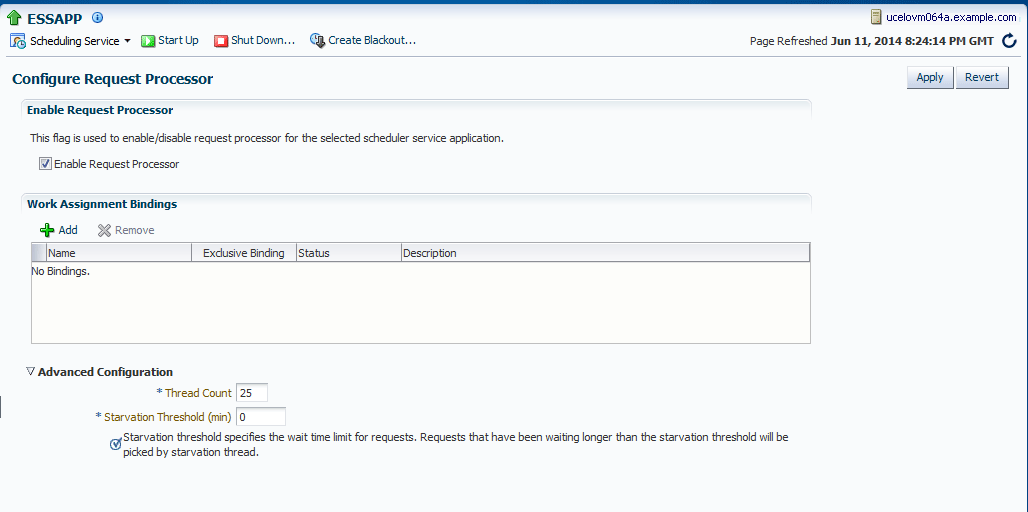 ESSAPP
ucelovm064a.example.com
Scheduling Service Start Up Shut Down... Create Blackout...
Page Refreshed Jun 11, 2014 8:24:14 PM GMT
Configure Request Processor
Apply Revert
Enable Request Processor
This flag is used to enable/disable request processor for the selected scheduler service application.
Enable Request Processor
Work Assignment Bindings
Add Remove
Name Exclusive Binding Status Description
No Bindings.
Advanced Configuration
* Thread Count 25
* Starvation Threshold (min) 0
Starvation threshold specifies the wait time limit for requests. Requests that have been waiting longer than the starvation threshold will be
picked by starvation thread.